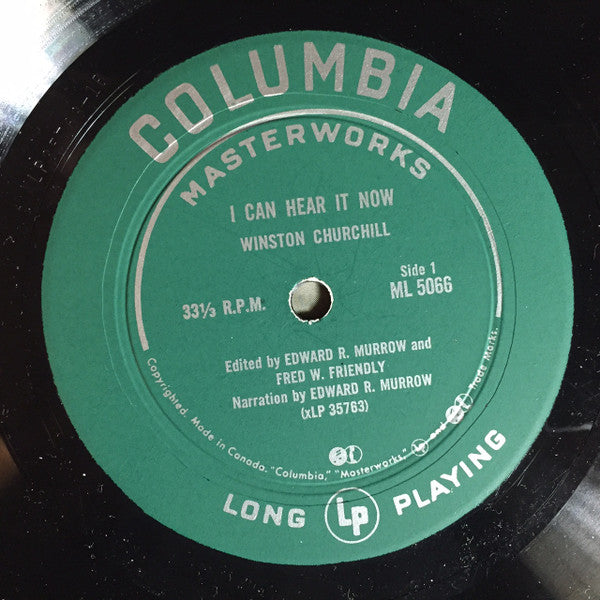 COLUMBIA
MASTERWORKS
I CAN HEAR IT NOW
WINSTON CHURCHILL
Side 1
33⅓ R.P.M.
ML 5066
Edited by EDWARD R. MURROW and
FRED W. FRIENDLY
Narration by EDWARD R. MURROW
(xLP 35763)
Copyrighted. Made in Canada. "Columbia," "Masterworks," and Trade Marks.
LONG LP PLAYING